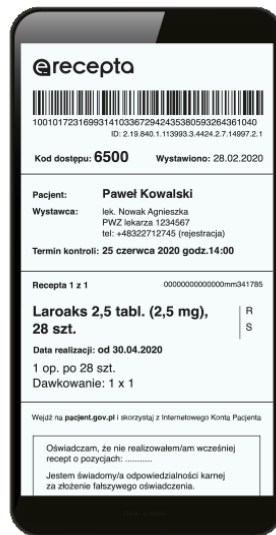 erecepta
10010172316993141033672942435380593264361040
ID: 2.19.840.1.113993.3.4424.2.7.14997.2.1
Kod dostępu: 6500 Wystawiono: 28.02.2020
Pacjent: Paweł Kowalski
Wystawca: lek. Nowak Agnieszka
PWZ lekarza 1234567
tel: +48322712745 (rejestracja)
Termin kontroli: 25 czerwca 2020 godz.14:00
Recepta 1 z 1 00000000000000mm341785
Laroaks 2,5 tabl. (2,5 mg), R
28 szt. S
Data realizacji: od 30.04.2020
1 op. po 28 szt.
Dawkowanie: 1 x 1
Wejdź na pacjent.gov.pl i skorzystaj z Internetowego Konta Pacjenta
Oświadczam, że nie realizowałem/am wcześniej
recept o pozycjach: ...........
Jestem świadomy/a odpowiedzialności karnej
za złożenie fałszywego oświadczenia.